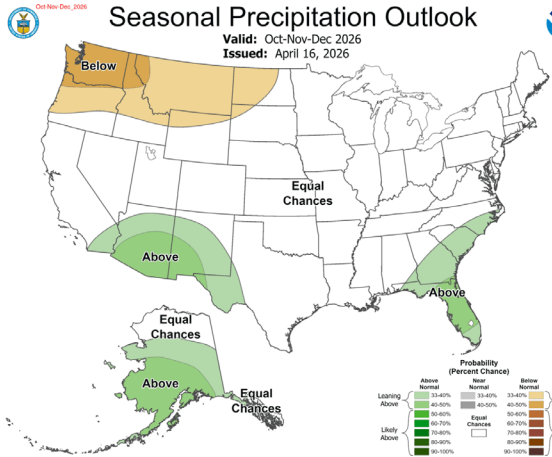 Oct-Nov-Dec_2026
Seasonal Precipitation Outlook
Valid: Oct-Nov-Dec 2026
Issued: April 16, 2026
Below
Equal
Chances
Above
Above
Equal
Chances
Above
Equal
Chances
Probability
(Percent Chance)
Above
Normal
Near
Normal
Below
Normal
Leaning
Above
Likely
Above
33-40%
40-50%
50-60%
60-70%
70-80%
80-90%
90-100%
33-40%
40-50%
Equal
Chances
33-40%
40-50%
50-60%
60-70%
70-80%
80-90%
90-100%